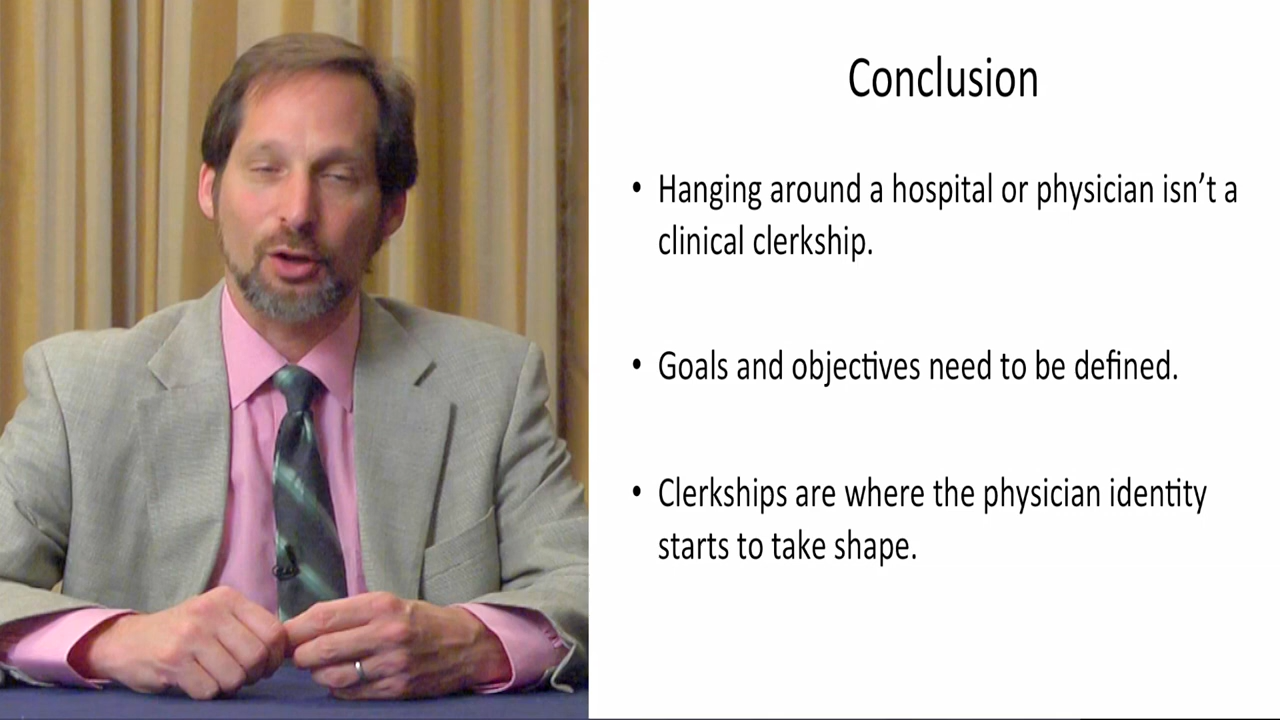 Conclusion
• Hanging around a hospital or physician isn’t a
clinical clerkship.
• Goals and objectives need to be defined.
• Clerkships are where the physician identity
starts to take shape.